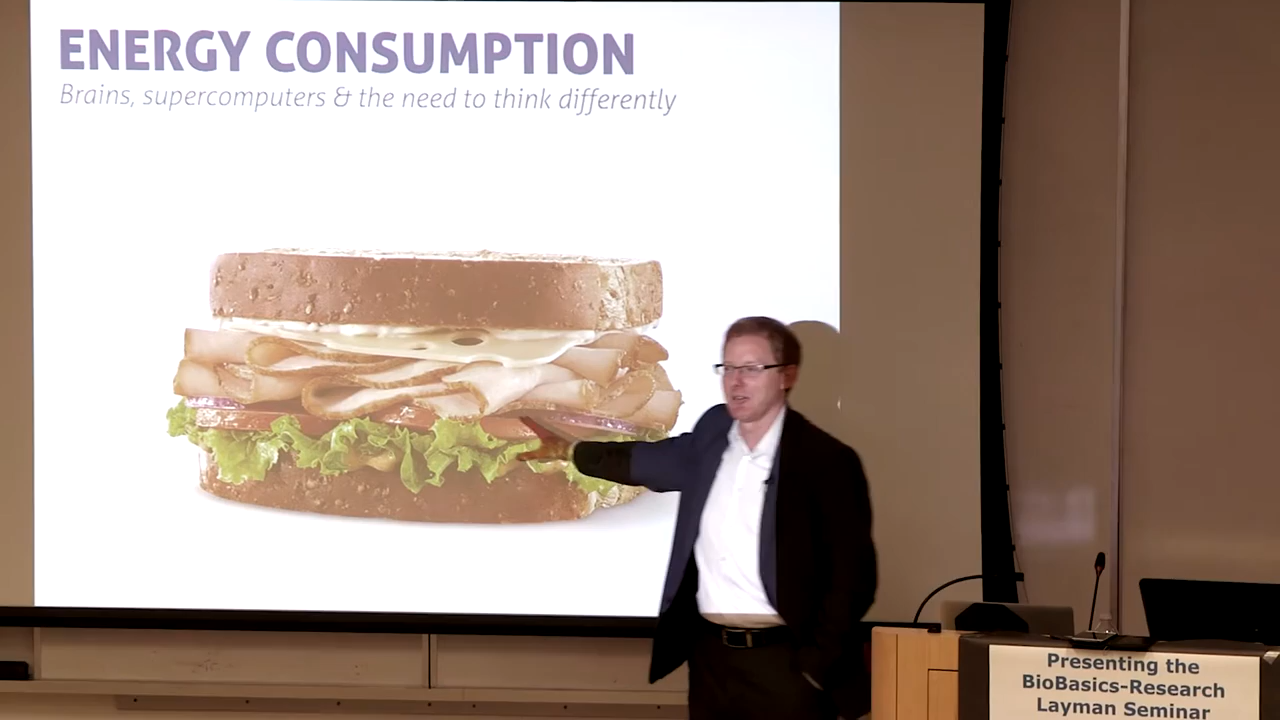 ENERGY CONSUMPTION
Brains, supercomputers & the need to think differently
Presenting the
BioBasics-Research
Layman Seminar